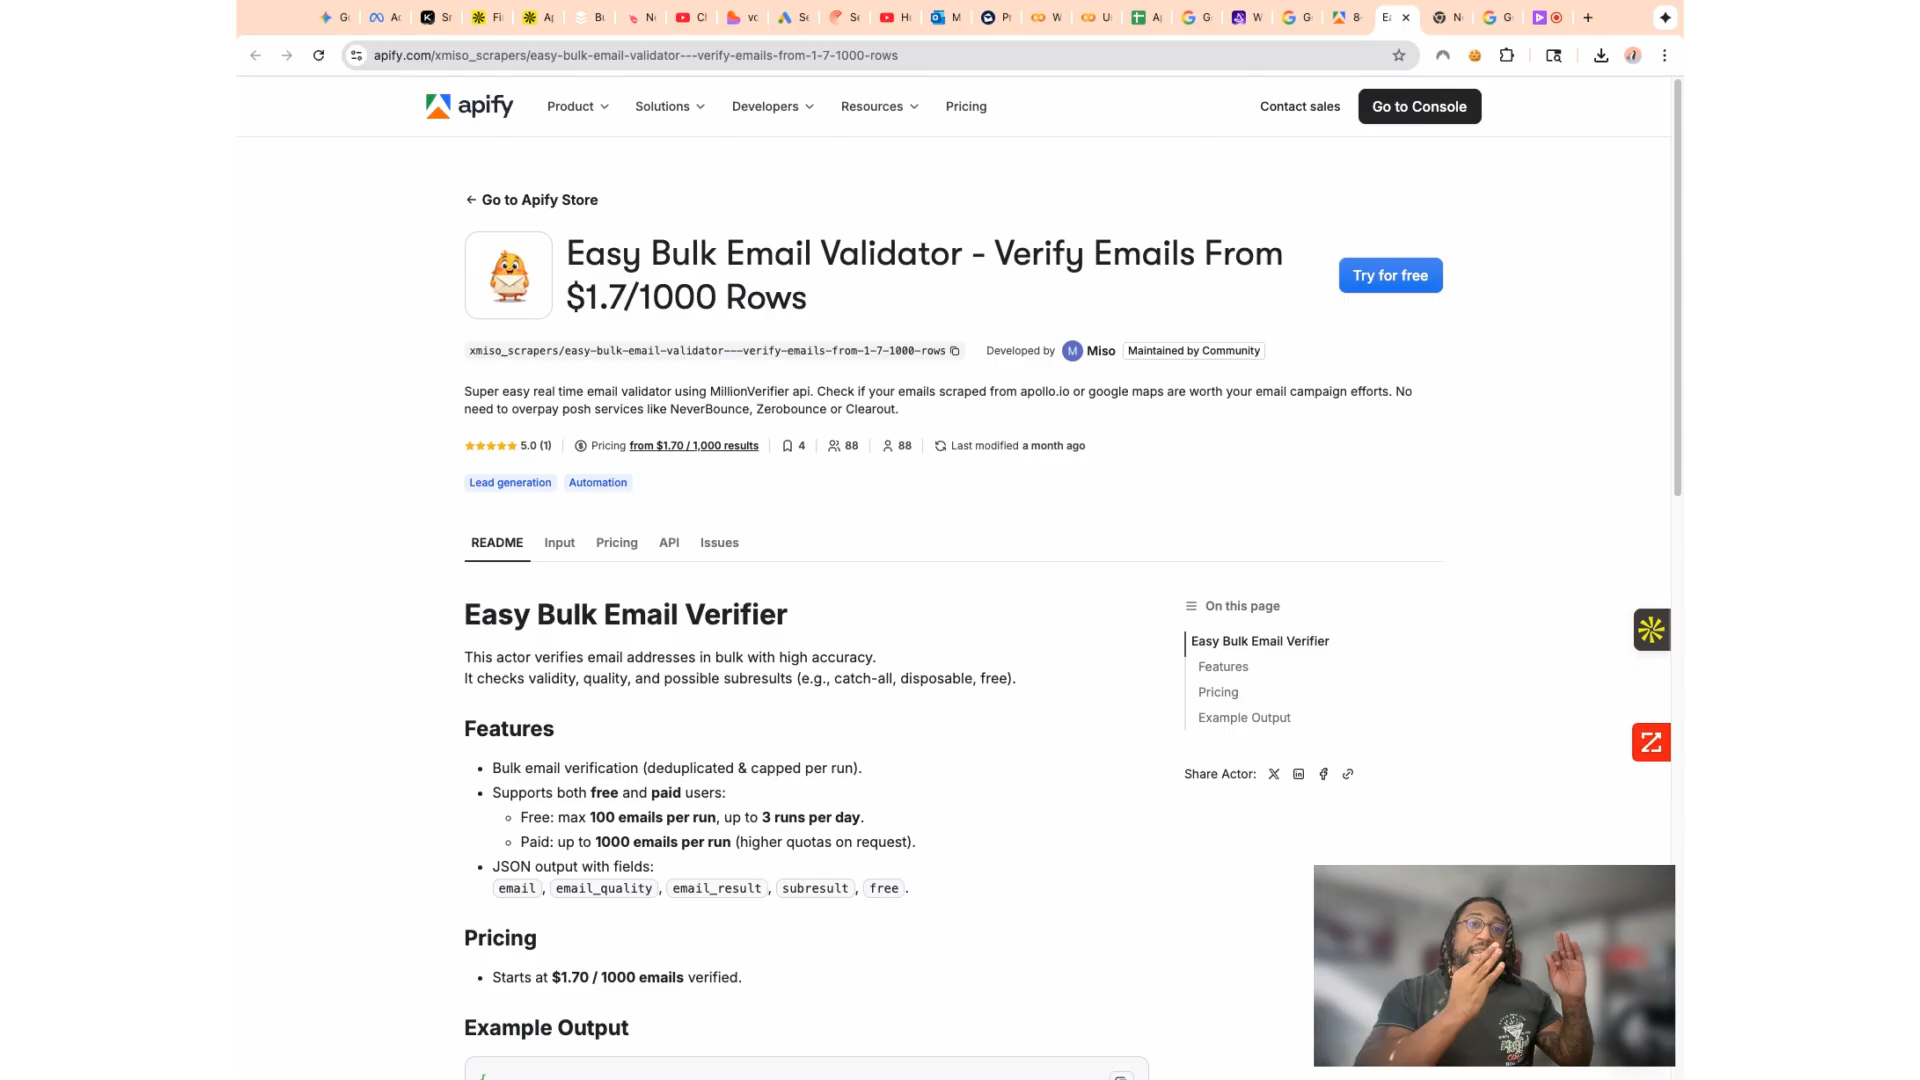 apify.com/xmiso_scrapers/easy-bulk-email-validator---verify-emails-from-1-7-1000-rows
apify
Product
Solutions
Developers
Resources
Pricing
Contact sales
Go to Console
← Go to Apify Store
Easy Bulk Email Validator - Verify Emails From
$1.7/1000 Rows
Try for free
xmiso_scrapers/easy-bulk-email-validator---verify-emails-from-1-7-1000-rows
Developed by M Miso Maintained by Community
Super easy real time email validator using MillionVerifier api. Check if your emails scraped from apollo.io or google maps are worth your email campaign efforts. No
need to overpay posh services like NeverBounce, Zerobounce or Clearout.
5.0 (1) Pricing from $1.70 / 1,000 results 4 88 88 Last modified a month ago
Lead generation Automation
README Input Pricing API Issues
Easy Bulk Email Verifier
This actor verifies email addresses in bulk with high accuracy.
It checks validity, quality, and possible subresults (e.g., catch-all, disposable, free).
Features
• Bulk email verification (deduplicated & capped per run).
• Supports both free and paid users:
◦ Free: max 100 emails per run, up to 3 runs per day.
◦ Paid: up to 1000 emails per run (higher quotas on request).
• JSON output with fields:
email, email_quality, email_result, subresult, free.
Pricing
• Starts at $1.70 / 1000 emails verified.
Example Output
On this page
Easy Bulk Email Verifier
Features
Pricing
Example Output
Share Actor: